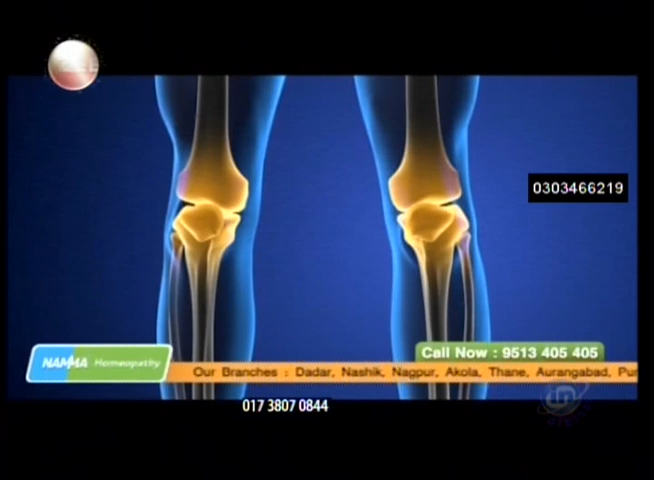 0303466219
Call Now : 9513 405 405
NAMMA Homeopathy
Our Branches : Dadar, Nashik, Nagpur, Akola, Thane, Aurangabad, Pu
017 3807 0844